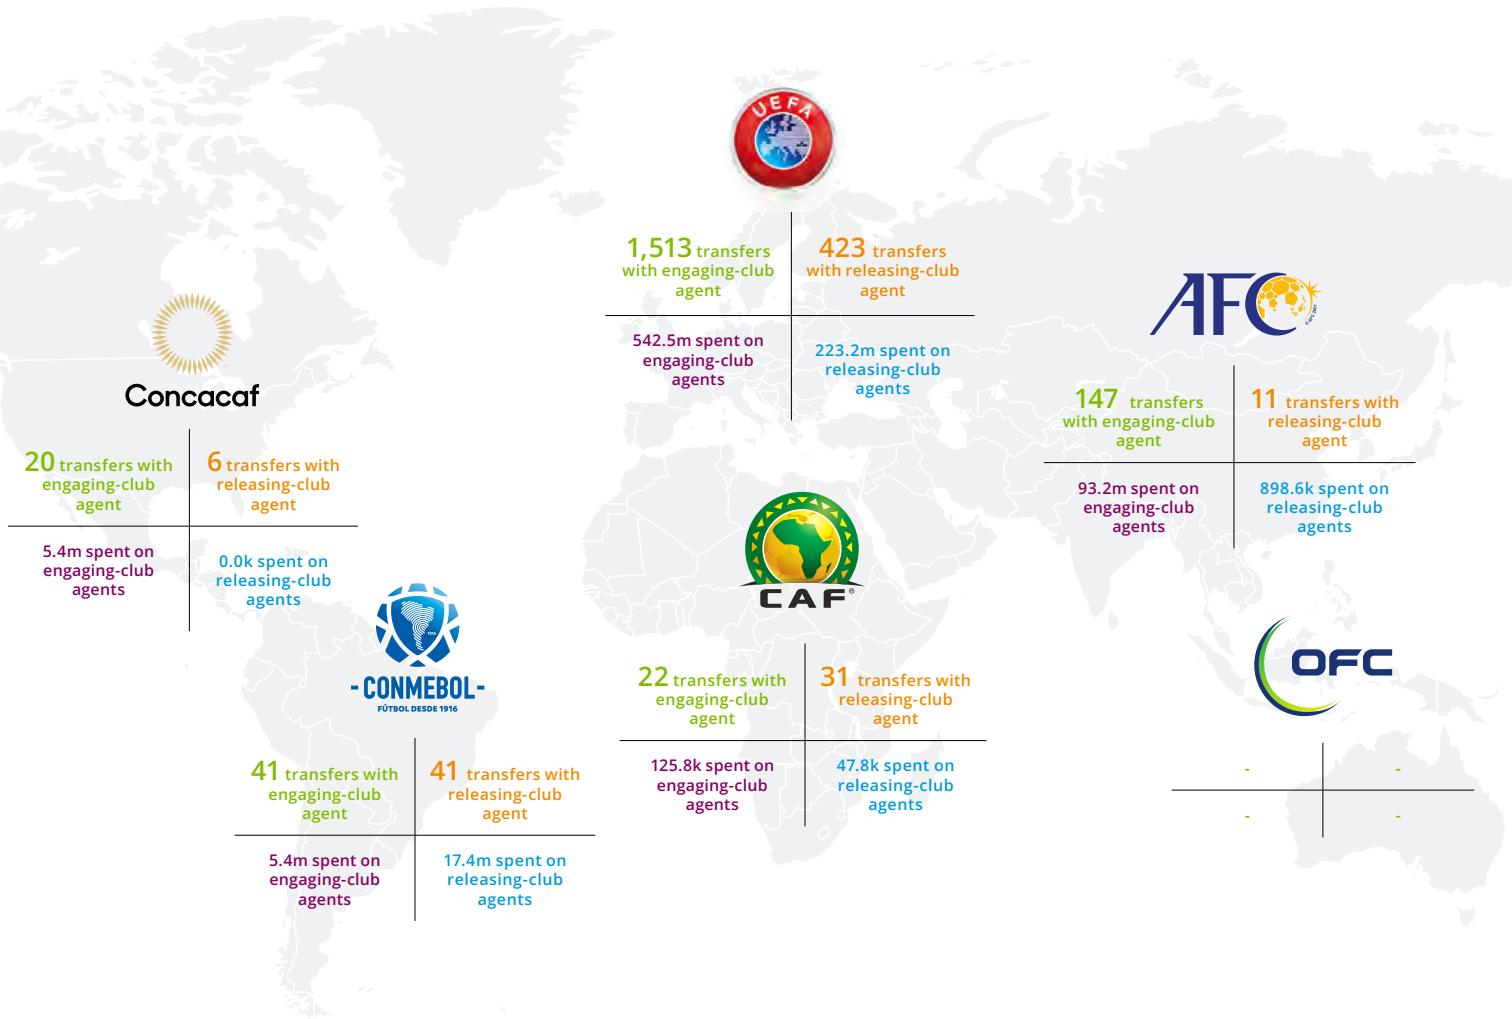 UEFA
1,513 transfers
with engaging-club
agent
423 transfers
with releasing-club
agent
542.5m spent on
engaging-club
agents
223.2m spent on
releasing-club
agents
AFC
147 transfers
with engaging-club
agent
11 transfers with
releasing-club
agent
93.2m spent on
engaging-club
agents
898.6k spent on
releasing-club
agents
Concacaf
20 transfers with
engaging-club
agent
6 transfers with
releasing-club
agent
5.4m spent on
engaging-club
agents
0.0k spent on
releasing-club
agents
CAF®
22 transfers with
engaging-club
agent
31 transfers with
releasing-club
agent
125.8k spent on
engaging-club
agents
47.8k spent on
releasing-club
agents
1916
-CONMEBOL-
FÚTBOL DESDE 1916
41 transfers with
engaging-club
agent
41 transfers with
releasing-club
agent
5.4m spent on
engaging-club
agents
17.4m spent on
releasing-club
agents
OFC
- -
- -